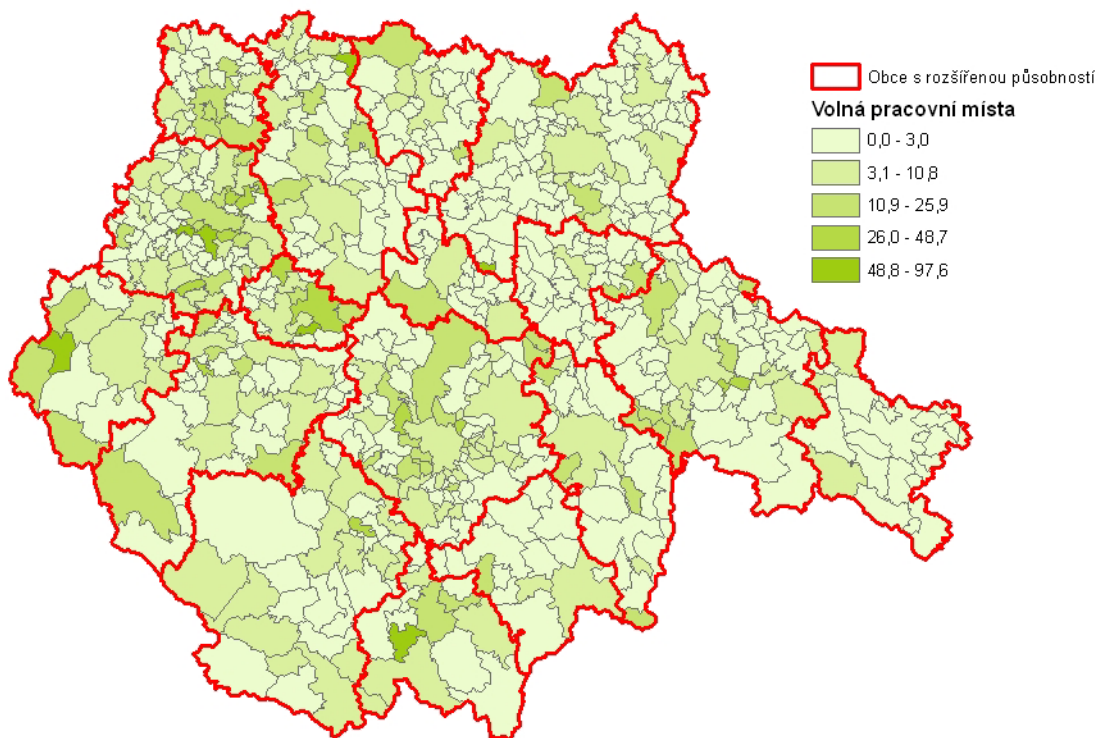 Obce s rozšířenou působností
Volná pracovní místa
0,0 - 3,0
3,1 - 10,8
10,9 - 25,9
26,0 - 48,7
48,8 - 97,6